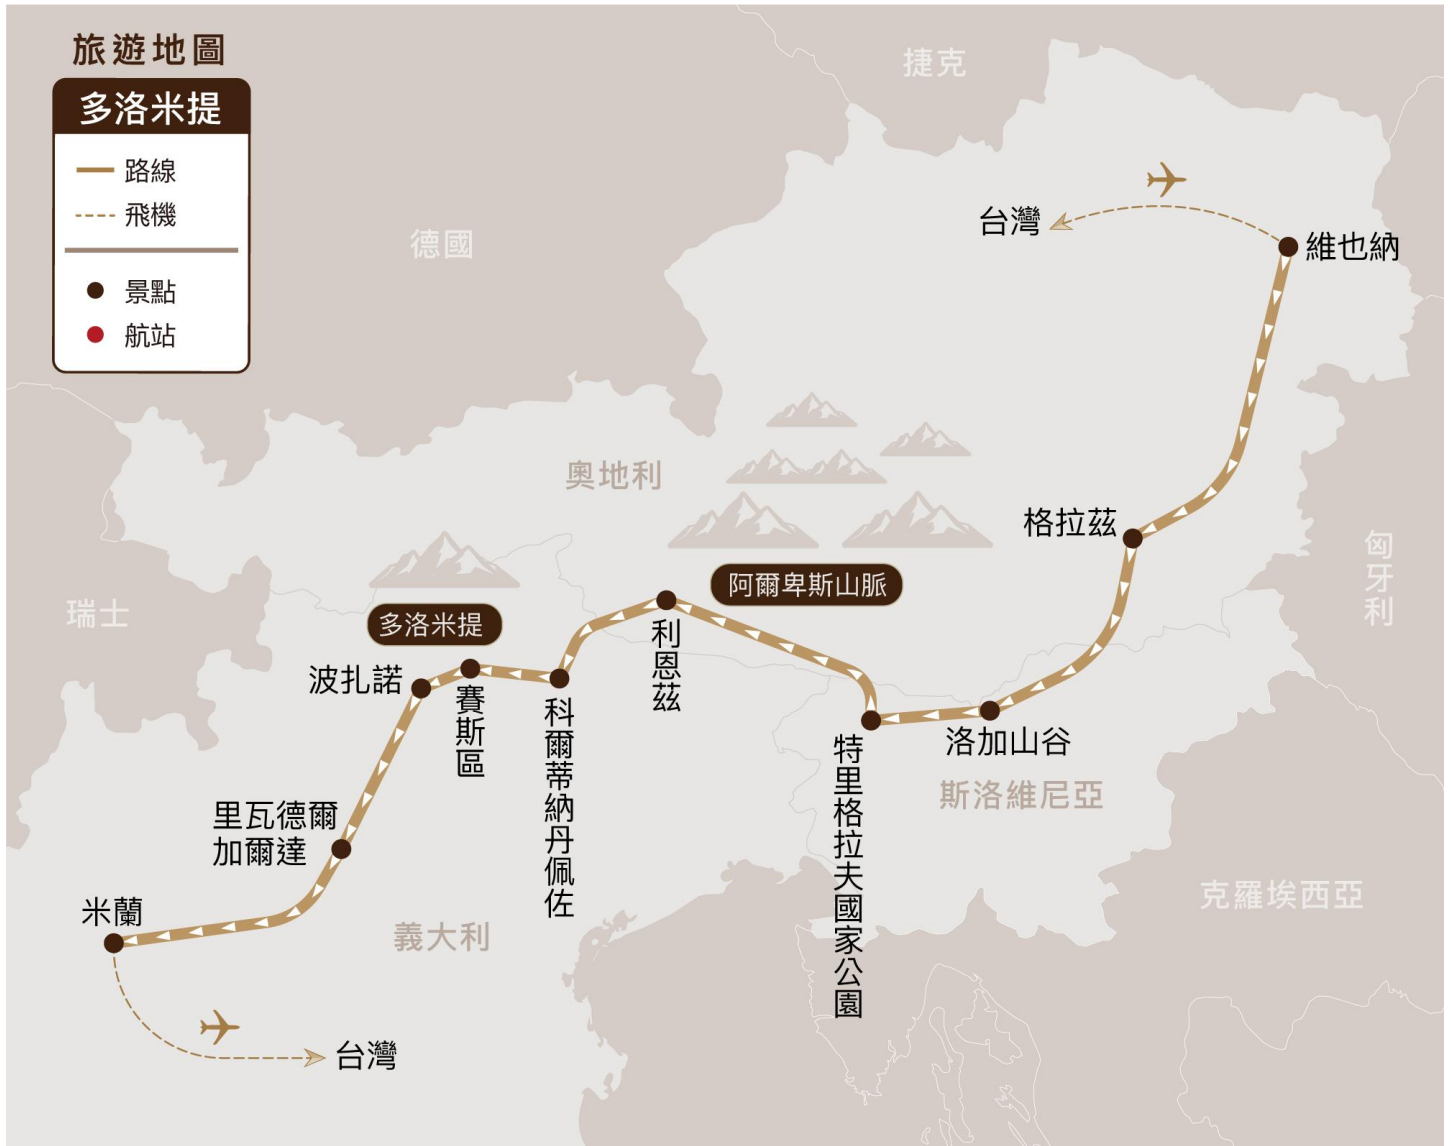 旅遊地圖
多洛米提
路線
飛機
景點
航站
捷克
德國
台灣
維也納
奧地利
格拉茲
匈牙利
阿爾卑斯山脈
瑞士
多洛米提
利恩茲
波扎諾
賽斯區
科爾蒂納丹佩佐
特里格拉夫國家公園
洛加山谷
斯洛維尼亞
里瓦德爾
加爾達
克羅埃西亞
米蘭
義大利
台灣